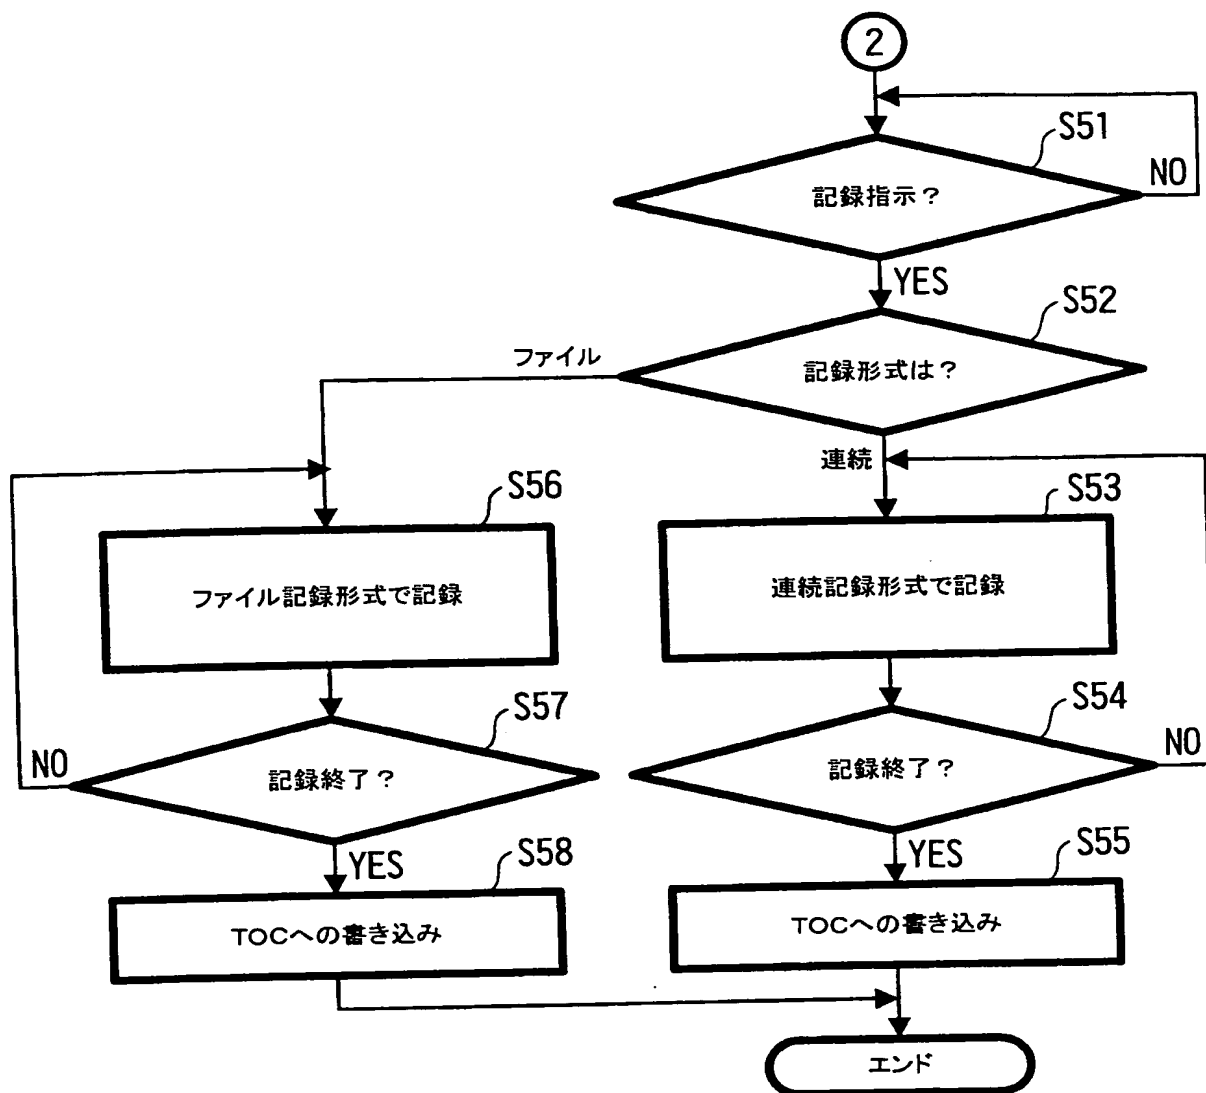 2
S51
記録指示？
NO
YES
S52
記録形式は？
ファイル
連続
S56
S53
ファイル記録形式で記録
連続記録形式で記録
S57
S54
NO
記録終了？
記録終了？
NO
YES
YES
S58
S55
TOCへの書き込み
TOCへの書き込み
エンド